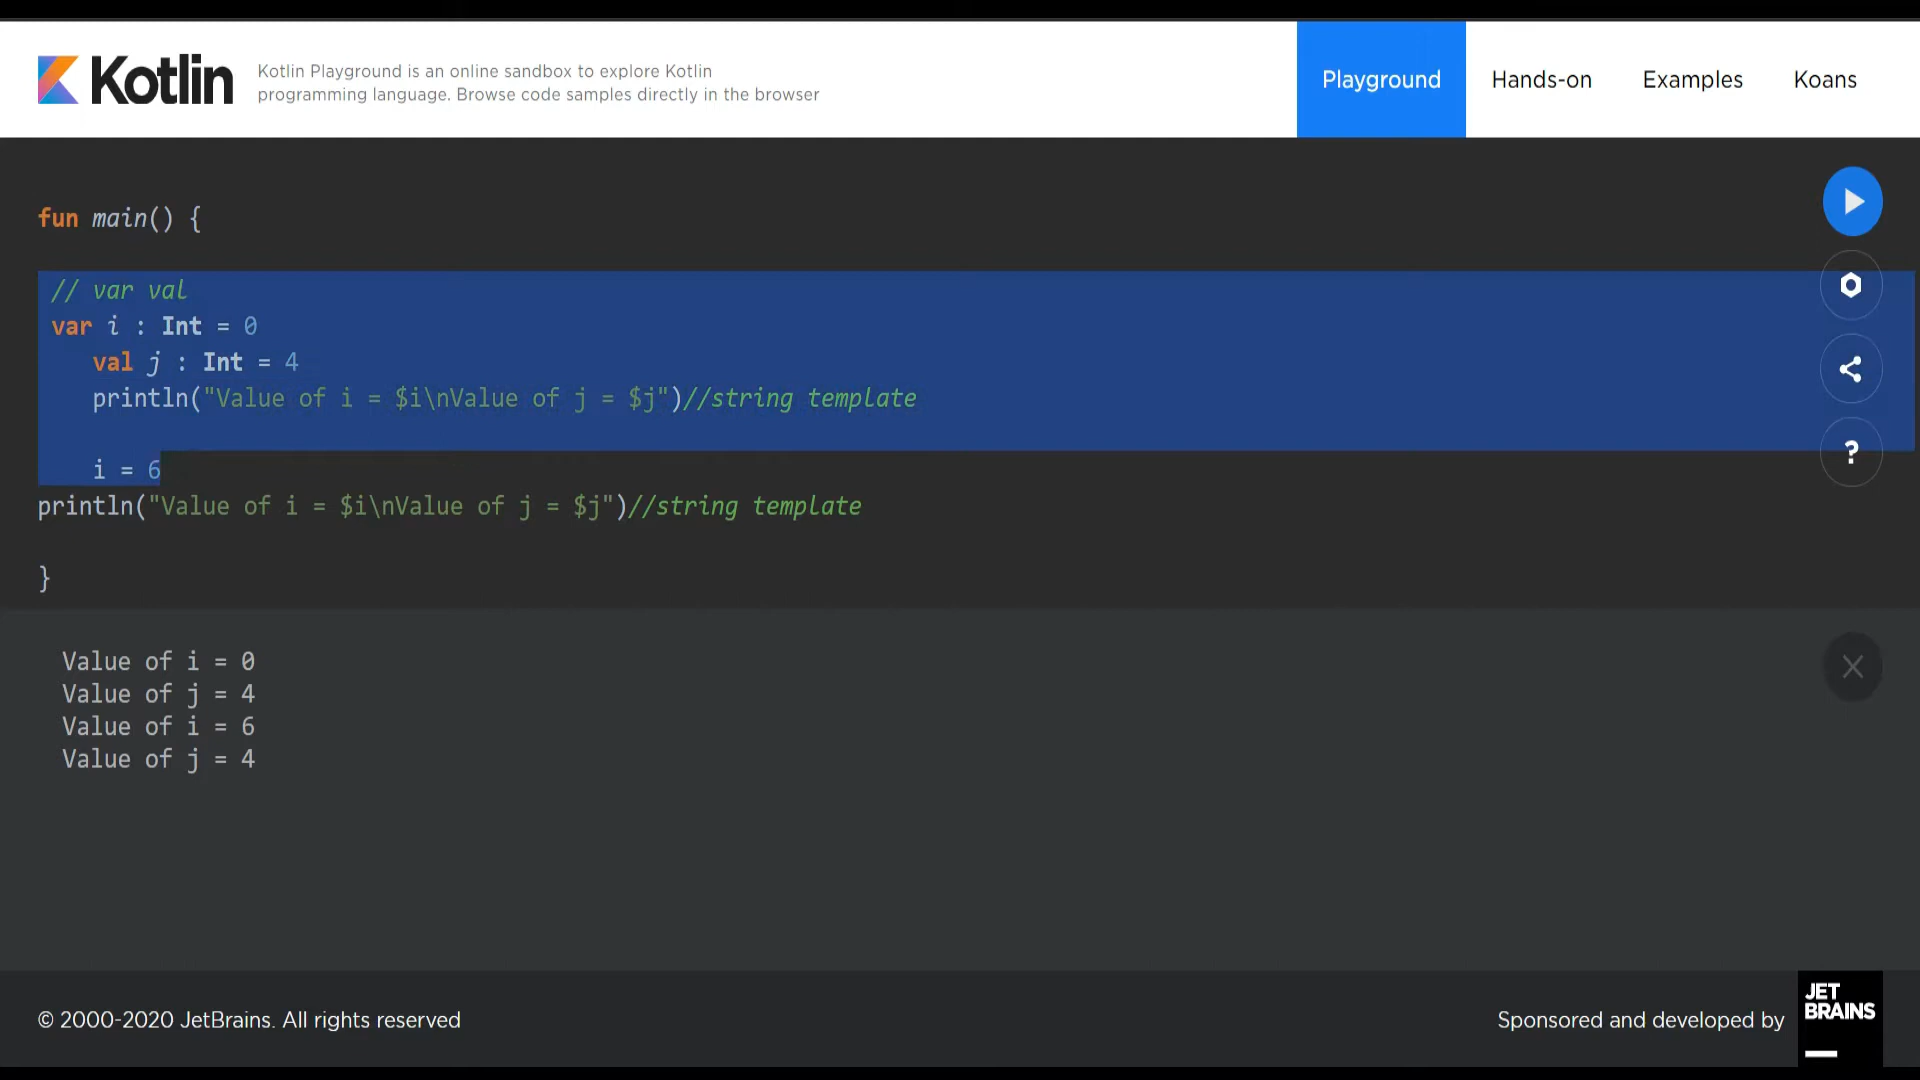 Kotlin
Kotlin Playground is an online sandbox to explore Kotlin
programming language. Browse code samples directly in the browser
Playground
Hands-on
Examples
Koans
fun main() {
// var val
var i : Int = 0
val j : Int = 4
println("Value of i = $i\nValue of j = $j")//string template
i = 6
println("Value of i = $i\nValue of j = $j")//string template
}
?
Value of i = 0
Value of j = 4
Value of i = 6
Value of j = 4
© 2000-2020 JetBrains. All rights reserved
Sponsored and developed by
JET
BRAINS